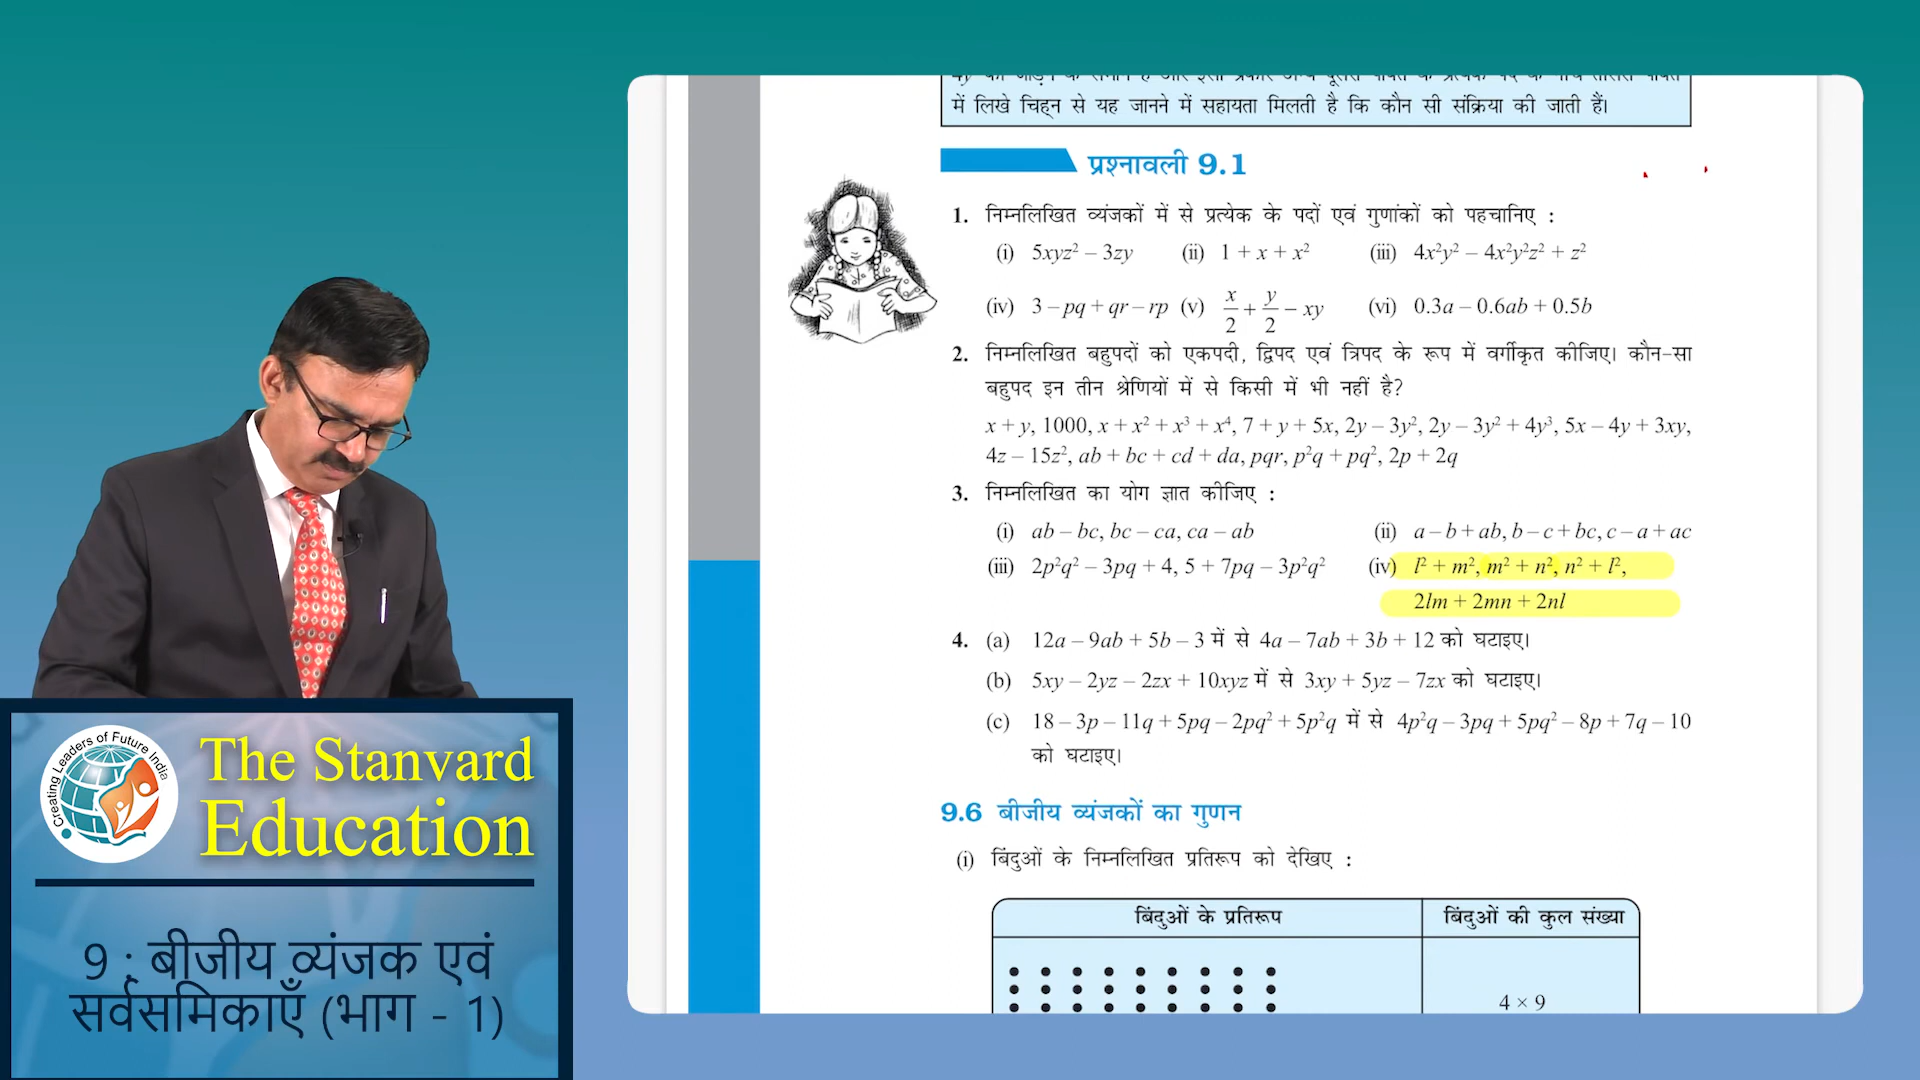 में लिखे चिह्न से यह जानने में सहायता मिलती है कि कौन सी संक्रिया की जाती हैं।
प्रश्नावली 9.1
1. निम्नलिखित व्यंजकों में से प्रत्येक के पदों एवं गुणांकों को पहचानिए :
(i) 5xyz² – 3zy (ii) 1 + x + x² (iii) 4x²y² – 4x²y²z² + z²
(iv) 3 – pq + qr – rp (v) x/2 + y/2 – xy (vi) 0.3a – 0.6ab + 0.5b
2. निम्नलिखित बहुपदों को एकपदी, द्विपद एवं त्रिपद के रूप में वर्गीकृत कीजिए। कौन-सा
बहुपद इन तीन श्रेणियों में से किसी में भी नहीं है?
x + y, 1000, x + x² + x³ + x⁴, 7 + y + 5x, 2y – 3y², 2y – 3y² + 4y³, 5x – 4y + 3xy,
4z – 15z², ab + bc + cd + da, pqr, p²q + pq², 2p + 2q
3. निम्नलिखित का योग ज्ञात कीजिए :
(i) ab – bc, bc – ca, ca – ab (ii) a – b + ab, b – c + bc, c – a + ac
(iii) 2p²q² – 3pq + 4, 5 + 7pq – 3p²q² (iv) l² + m², m² + n², n² + l²,
2lm + 2mn + 2nl
4. (a) 12a – 9ab + 5b – 3 में से 4a – 7ab + 3b + 12 को घटाइए।
(b) 5xy – 2yz – 2zx + 10xyz में से 3xy + 5yz – 7zx को घटाइए।
(c) 18 – 3p – 11q + 5pq – 2pq² + 5p²q में से 4p²q – 3pq + 5pq² – 8p + 7q – 10
को घटाइए।
9.6 बीजीय व्यंजकों का गुणन
(i) बिंदुओं के निम्नलिखित प्रतिरूप को देखिए :
बिंदुओं के प्रतिरूप बिंदुओं की कुल संख्या
4 × 9
Creating Leaders of Future India
The Stanvard
Education
9 : बीजीय व्यंजक एवं
सर्वसमिकाएँ (भाग - 1)